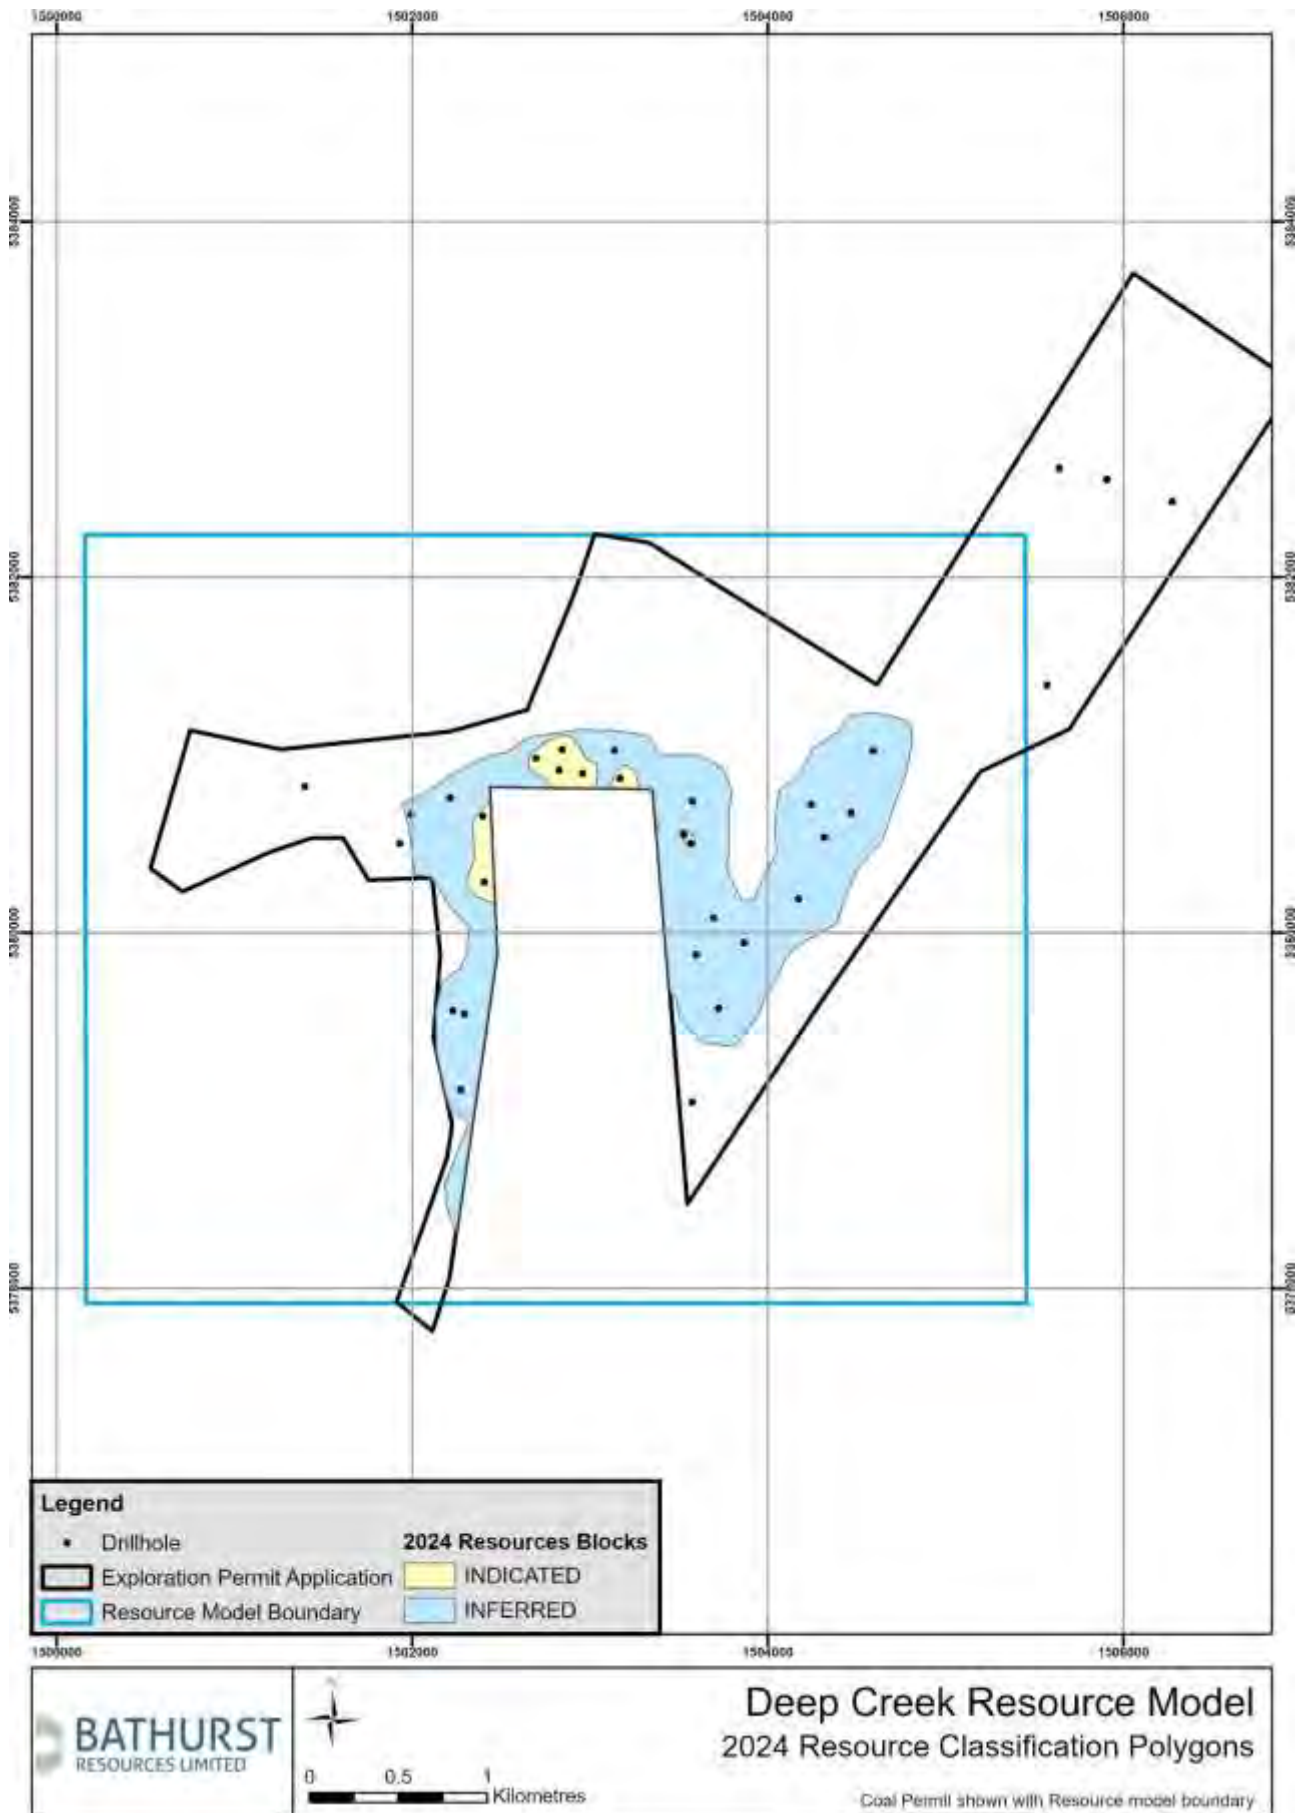 1500000 1502000 1504000 1506000
5384000 5384000
5382000 5382000
5380000 5380000
5378000 5378000
Legend
Drillhole
Exploration Permit Application
Resource Model Boundary
2024 Resources Blocks
INDICATED
INFERRED
1500000 1502000 1504000 1506000
BATHURST
RESOURCES LIMITED
0 0.5 1
Kilometres
Deep Creek Resource Model
2024 Resource Classification Polygons
Coal Permit shown with Resource model boundary